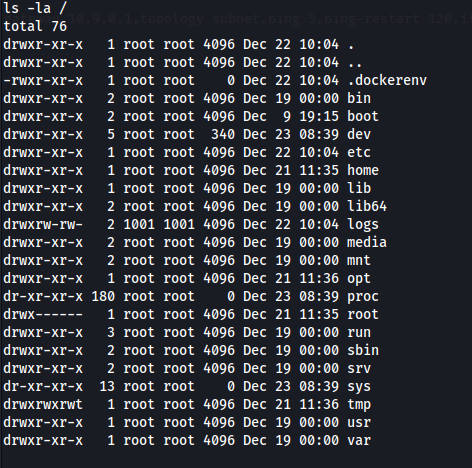 10.9.0.1,topology subnet,ping 5,ping-restart 120,i
ls -la /
total 76
drwxr-xr-x   1 root root 4096 Dec 22 10:04 .
drwxr-xr-x   1 root root 4096 Dec 22 10:04 ..
-rwxr-xr-x   1 root root    0 Dec 22 10:04 .dockerenv
drwxr-xr-x   2 root root 4096 Dec 19 00:00 bin
drwxr-xr-x   2 root root 4096 Dec  9 19:15 boot
drwxr-xr-x   5 root root  340 Dec 23 08:39 dev
drwxr-xr-x   1 root root 4096 Dec 22 10:04 etc
drwxr-xr-x   1 root root 4096 Dec 21 11:35 home
drwxr-xr-x   1 root root 4096 Dec 19 00:00 lib
drwxr-xr-x   2 root root 4096 Dec 19 00:00 lib64
drwxrw-rw-   2 1001 1001 4096 Dec 22 10:04 logs
drwxr-xr-x   2 root root 4096 Dec 19 00:00 media
drwxr-xr-x   2 root root 4096 Dec 19 00:00 mnt
drwxr-xr-x   1 root root 4096 Dec 21 11:36 opt
dr-xr-xr-x 180 root root    0 Dec 23 08:39 proc
drwx------   1 root root 4096 Dec 21 11:35 root
drwxr-xr-x   3 root root 4096 Dec 19 00:00 run
drwxr-xr-x   2 root root 4096 Dec 19 00:00 sbin
drwxr-xr-x   2 root root 4096 Dec 19 00:00 srv
dr-xr-xr-x  13 root root    0 Dec 23 08:39 sys
drwxrwxrwt   1 root root 4096 Dec 21 11:36 tmp
drwxr-xr-x   1 root root 4096 Dec 19 00:00 usr
drwxr-xr-x   1 root root 4096 Dec 19 00:00 var